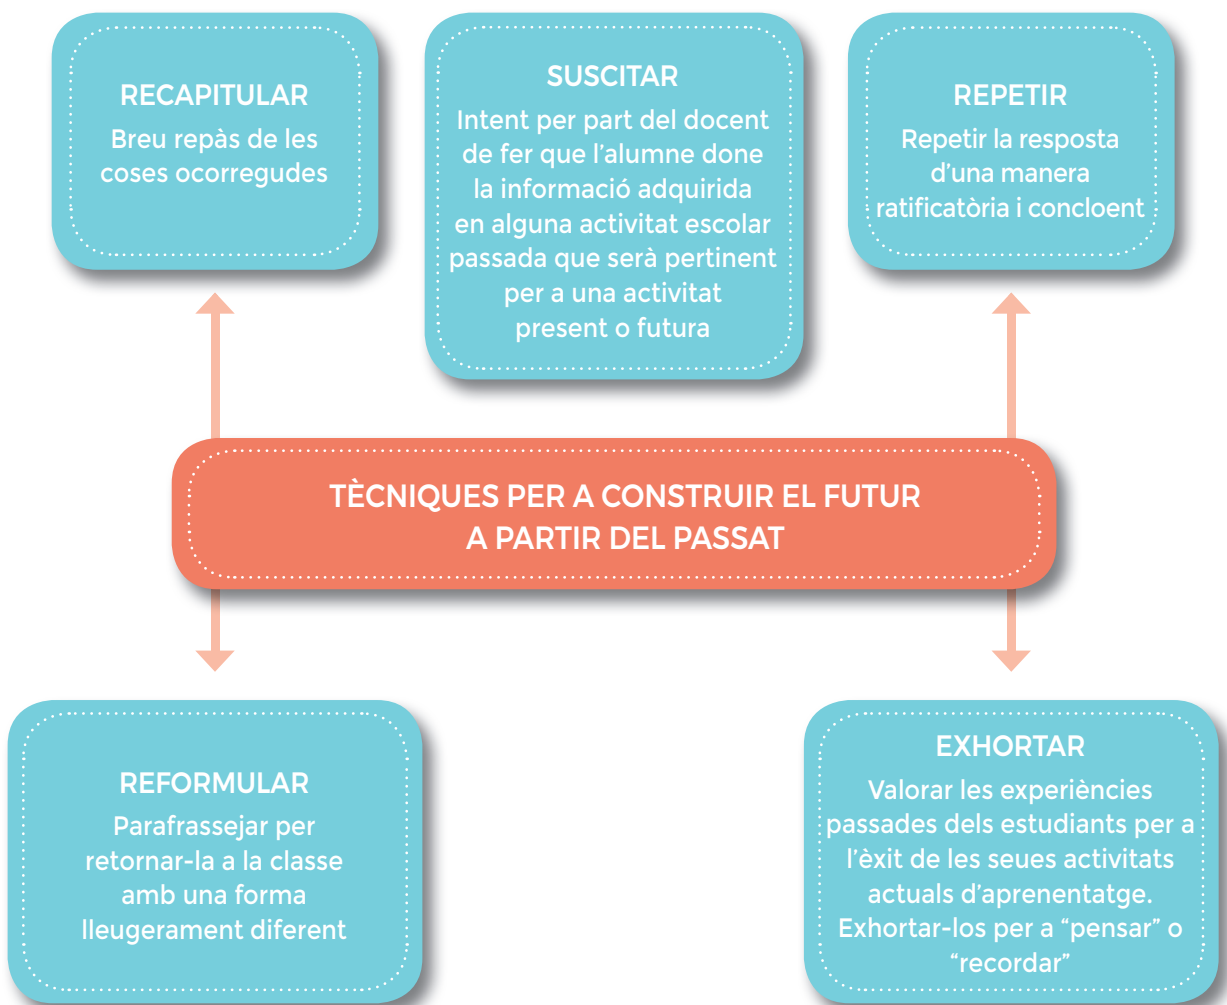 RECAPITULAR
Breu repàs de les
coses ocorregudes
SUSCITAR
Intent per part del docent
de fer que l'alumne done
la informació adquirida
en alguna activitat escolar
passada que serà pertinent
per a una activitat
present o futura
REPETIR
Repetir la resposta
d'una manera
ratificatòria i concloent
TÈCNIQUES PER A CONSTRUIR EL FUTUR
A PARTIR DEL PASSAT
REFORMULAR
Parafrassejar per
retornar-la a la classe
amb una forma
lleugerament diferent
EXHORTAR
Valorar les experiències
passades dels estudiants per a
l'èxit de les seues activitats
actuals d'aprenentatge.
Exhortar-los per a "pensar" o
"recordar"